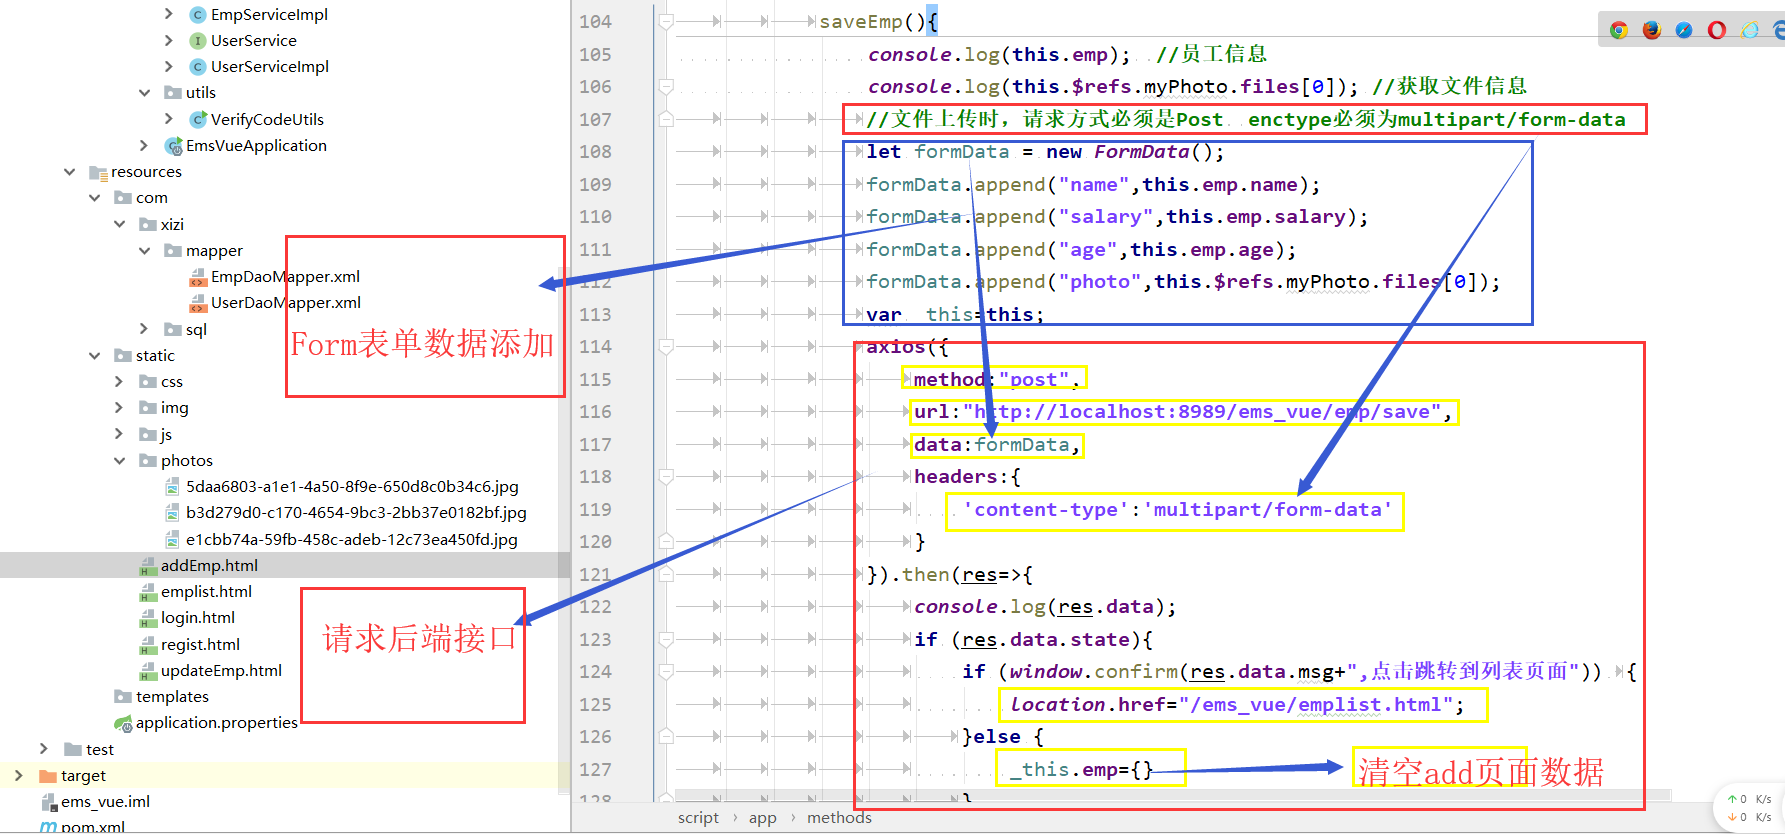 EmpServiceImpl
UserService
UserServiceImpl
utils
VerifyCodeUtils
EmsVueApplication
resources
com
xizi
mapper
EmpDaoMapper.xml
UserDaoMapper.xml
sql
Form表单数据添加
static
css
img
js
photos
5daa6803-a1e1-4a50-8f9e-650d8c0b34c6.jpg
b3d279d0-c170-4654-9bc3-2bb37e0182bf.jpg
e1cbb74a-59fb-458c-adeb-12c73ea450fd.jpg
addEmp.html
emplist.html
login.html
regist.html
updateEmp.html
请求后端接口
templates
application.properties
test
target
ems_vue.iml
pom.xml
104 saveEmp(){
105 console.log(this.emp); //员工信息
106 console.log(this.$refs.myPhoto.files[0]); //获取文件信息
107 //文件上传时，请求方式必须是Post enctype必须为multipart/form-data
108 let formData = new FormData();
109 formData.append("name",this.emp.name);
110 formData.append("salary",this.emp.salary);
111 formData.append("age",this.emp.age);
112 formData.append("photo",this.$refs.myPhoto.files[0]);
113 var _this=this;
114 axios({
115 method:"post",
116 url:"http://localhost:8989/ems_vue/emp/save",
117 data:formData,
118 headers:{
119 'content-type':'multipart/form-data'
120 }
121 }).then(res=>{
122 console.log(res.data);
123 if (res.data.state){
124 if (window.confirm(res.data.msg+",点击跳转到列表页面")) {
125 location.href="/ems_vue/emplist.html";
126 }else {
127 _this.emp={}
清空add页面数据
128 }
script › app › methods
↑ 0 K/s
↓ 0 K/s